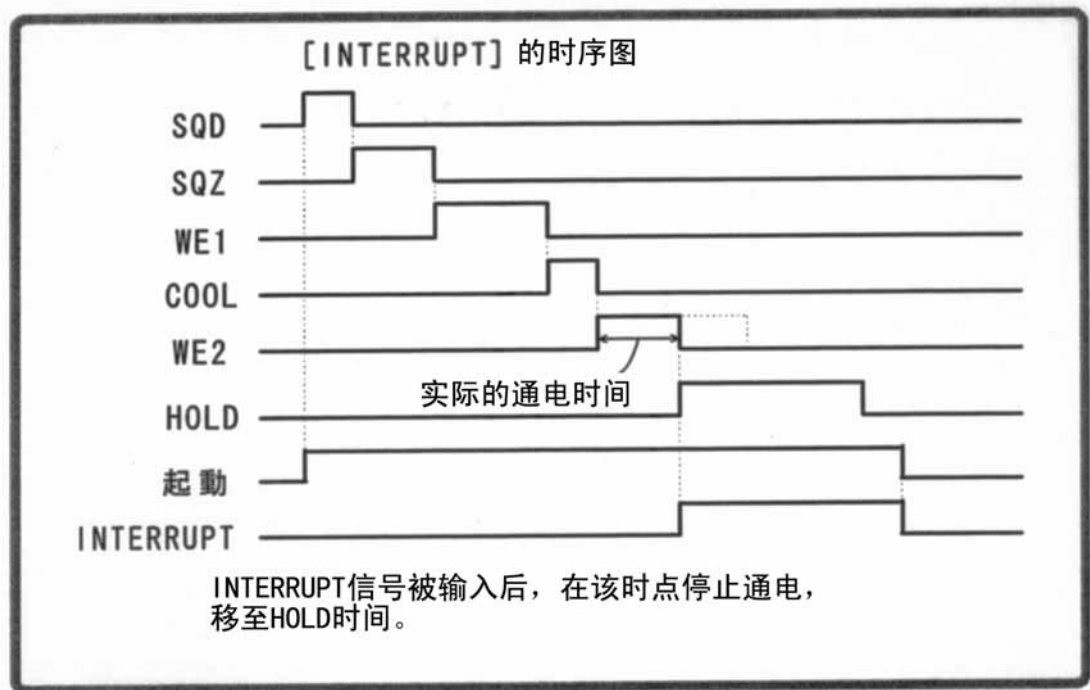 [INTERRUPT] 的时序图
SQD
SQZ
WE1
COOL
WE2
实际的通电时间
HOLD
起動
INTERRUPT
INTERRUPT信号被输入后，在该时点停止通电，
移至HOLD时间。